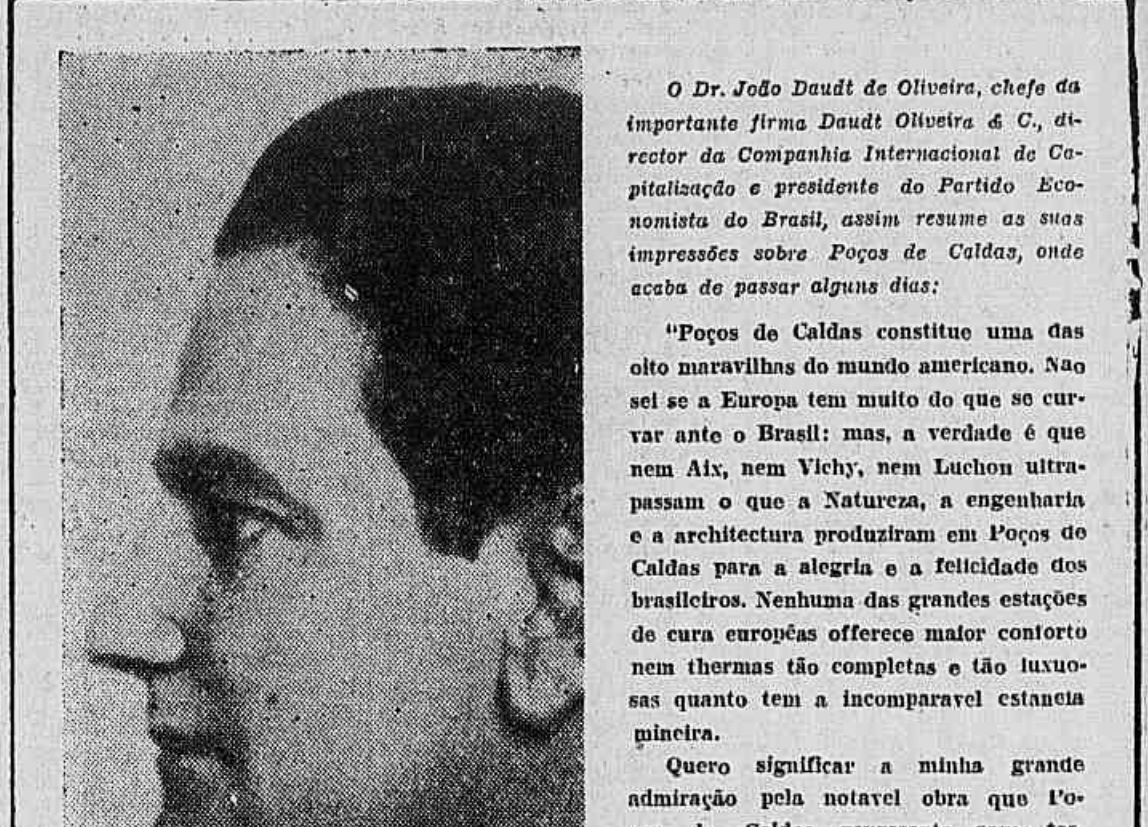 O Dr. João Daudt de Oliveira, chefe da
importante firma Daudt Oliveira & C., di-
rector da Companhia Internacional de Ca-
pitalisação e presidente do Partido Eco-
nomista do Brasil, assim resume as suas
impressões sobre Poços de Caldas, onde
acaba de passar alguns dias:
"Poços de Caldas constitue uma das
oito maravilhas do mundo americano. Nao
sei se a Europa tem muito do que se cur-
var ante o Brasil: mas, a verdade é que
nem Aix, nem Vichy, nem Luchon ultra-
passam o que a Natureza, a engenharia
e a architectura produziram em Poços de
Caldas para a alegria e a felicidade dos
brasileiros. Nenhuma das grandes estações
de cura européas offerece maior conforto
nem thermas tão completas e tão luxuo-
sas quanto tem a incomparavel estancia
mineira.
Quero significar a minha grande
admiração pela notavel obra que Po-
Caldas